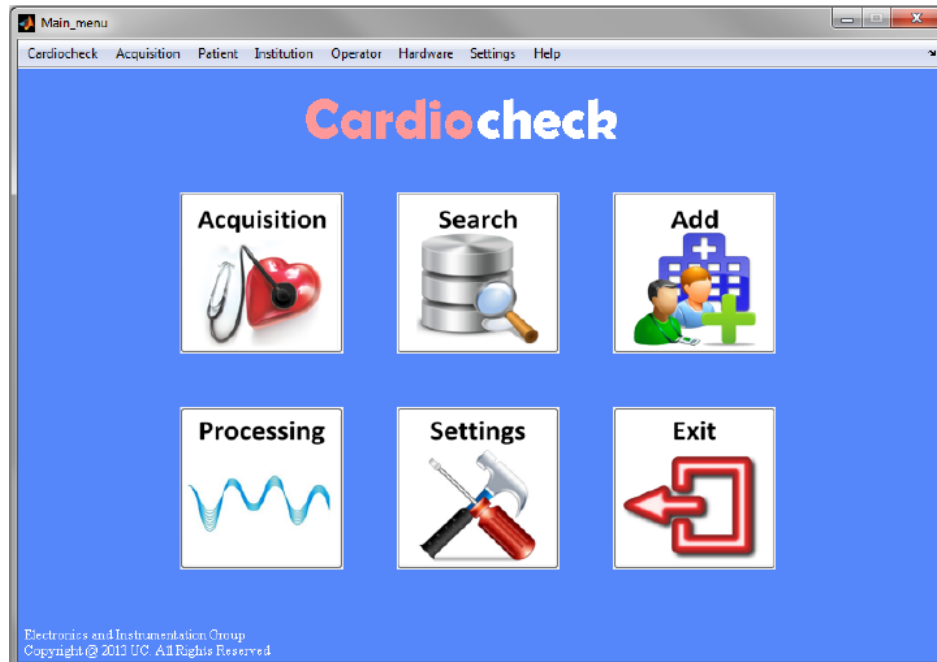 Main_menu
Cardiocheck Acquisition Patient Institution Operator Hardware Settings Help
Cardiocheck
Acquisition Search Add
Processing Settings Exit
Electronics and Instrumentation Group
Copyright @ 2013 UC. All Rights Reserved